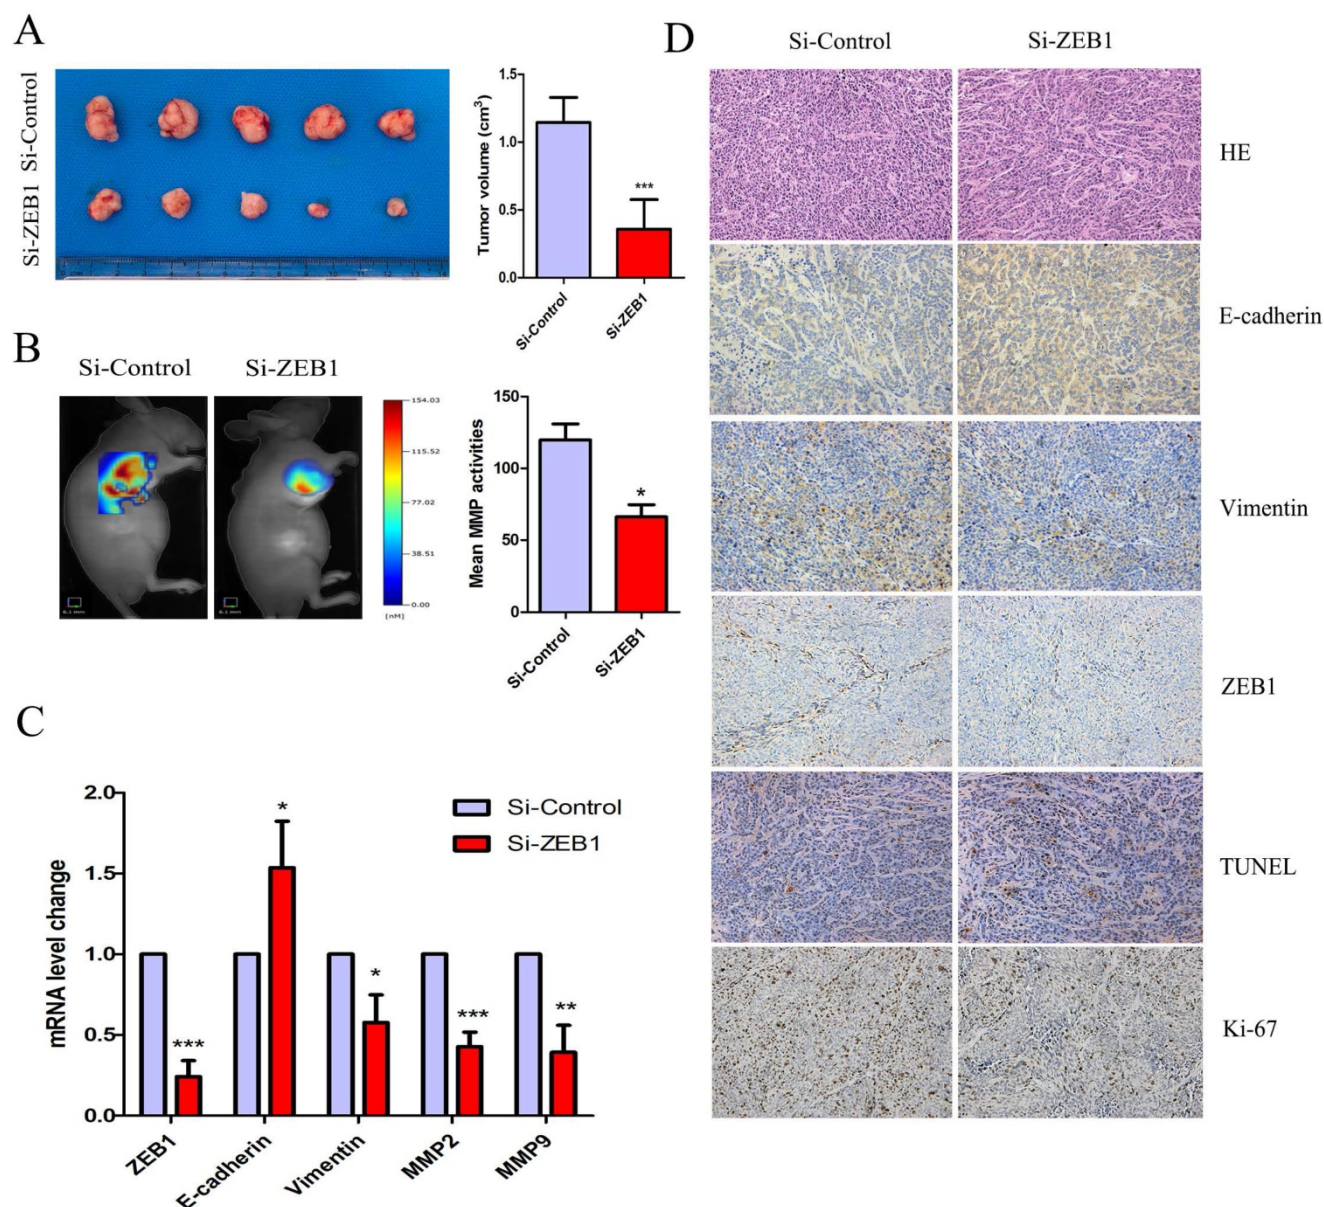 A
Si-Control
Si-ZEB1
Tumor volume (cm³)
1.5
1.0
0.5
0.0
***
Si-Control
Si-ZEB1
B
Si-Control
Si-ZEB1
154.03
115.52
77.02
38.51
0.00
[nM]
Mean MMP activities
150
100
50
0
*
Si-Control
Si-ZEB1
C
mRNA level change
2.0
1.5
1.0
0.5
0.0
Si-Control
Si-ZEB1
***
*
*
***
**
ZEB1
E-cadherin
Vimentin
MMP2
MMP9
D
Si-Control
Si-ZEB1
HE
E-cadherin
Vimentin
ZEB1
TUNEL
Ki-67